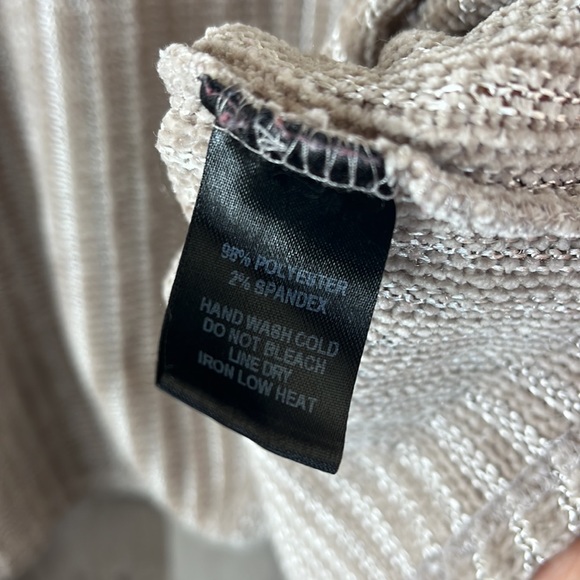 98% POLYESTER
2% SPANDEX
HAND WASH COLD
DO NOT BLEACH
LINE DRY
IRON LOW HEAT